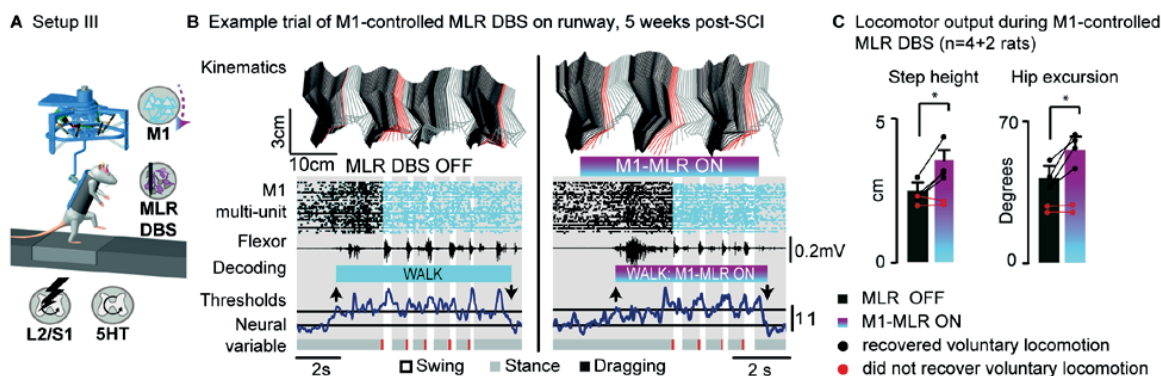 A Setup III
M1
MLR
DBS
L2/S1 5HT
B Example trial of M1-controlled MLR DBS on runway, 5 weeks post-SCI
Kinematics
3cm
10cm
MLR DBS OFF
M1-MLR ON
M1
multi-unit
Flexor
0.2mV
Decoding
WALK
WALK: M1-MLR ON
Thresholds
Neural
variable
11
2s
Swing Stance Dragging
2 s
C Locomotor output during M1-controlled
MLR DBS (n=4+2 rats)
Step height Hip excursion
* *
5
cm
0
70
Degrees
0
MLR OFF
M1-MLR ON
recovered voluntary locomotion
did not recover voluntary locomotion